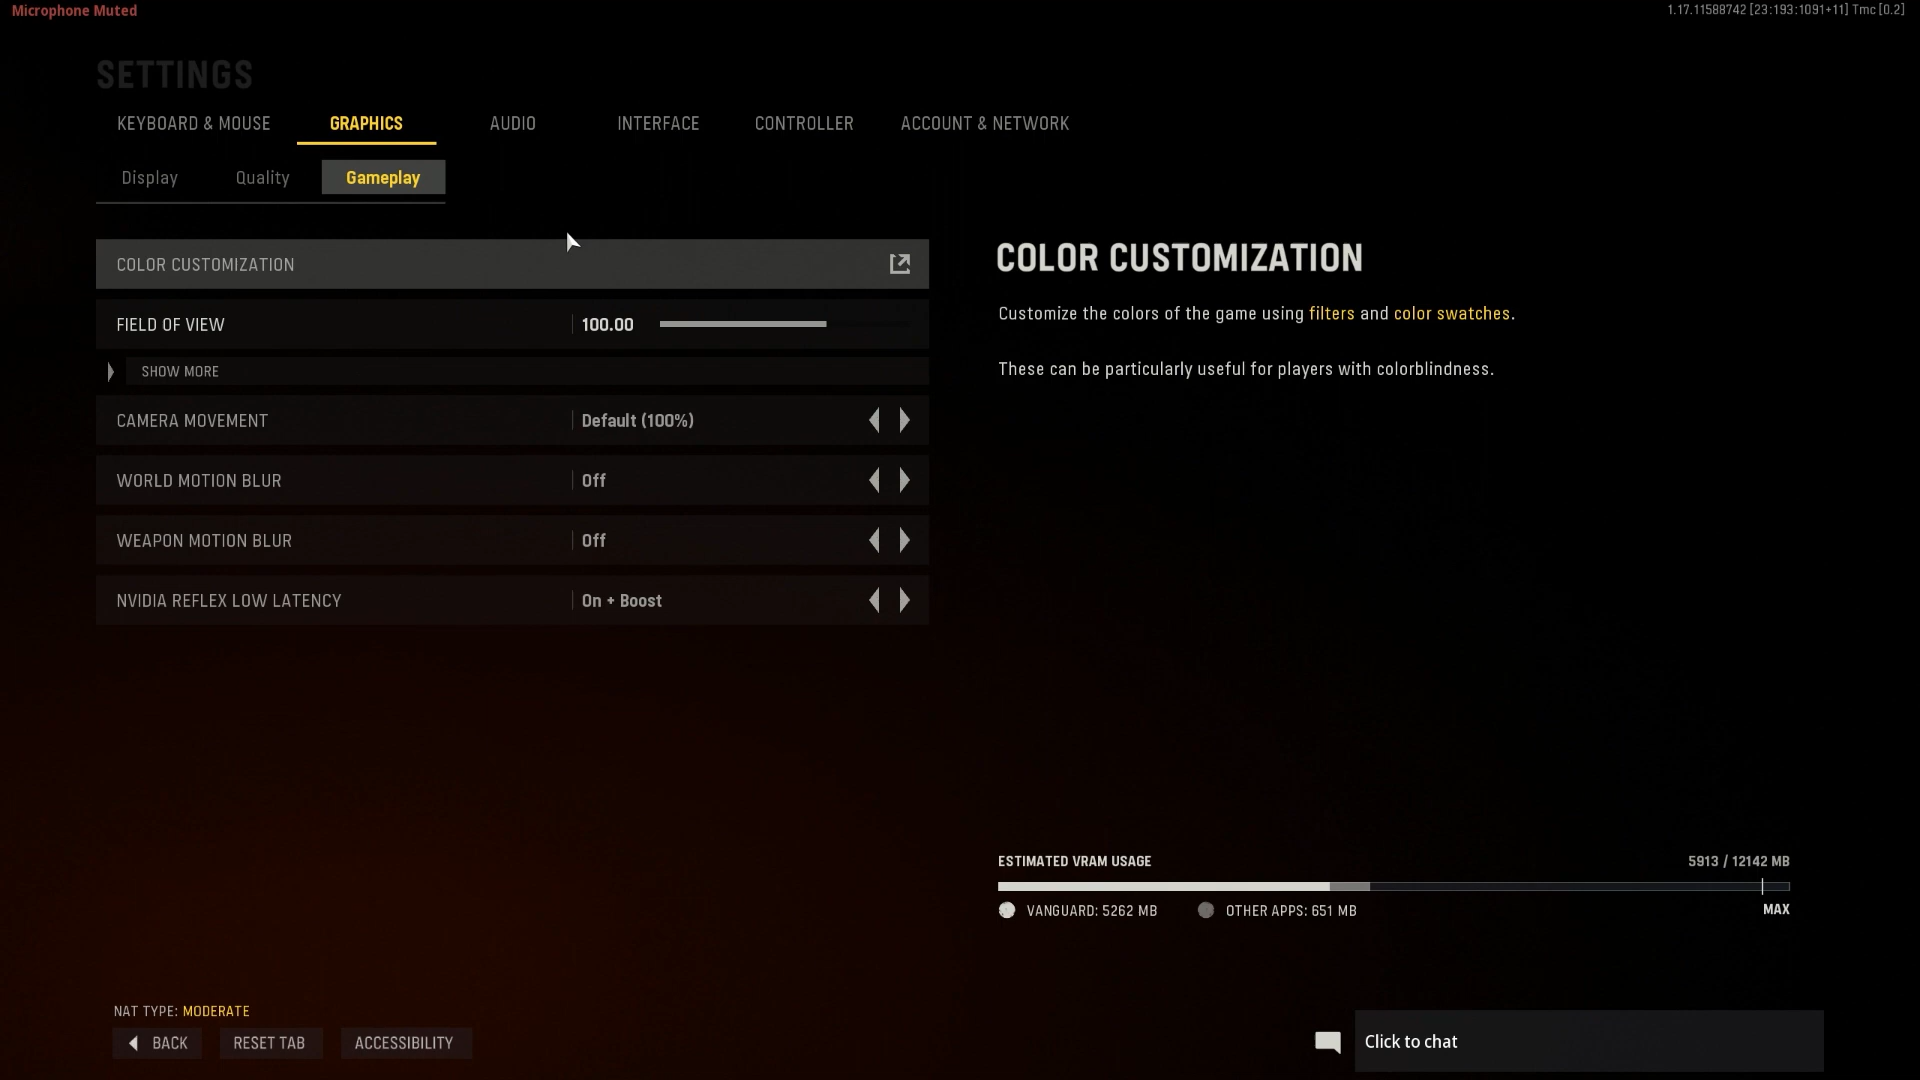 Microphone Muted
1.17.11588742 [23:193:1091+11] Tmc [0.2]
SETTINGS
KEYBOARD & MOUSE GRAPHICS AUDIO INTERFACE CONTROLLER ACCOUNT & NETWORK
Display Quality Gameplay
COLOR CUSTOMIZATION
FIELD OF VIEW 100.00
SHOW MORE
CAMERA MOVEMENT Default (100%)
WORLD MOTION BLUR Off
WEAPON MOTION BLUR Off
NVIDIA REFLEX LOW LATENCY On + Boost
COLOR CUSTOMIZATION
Customize the colors of the game using filters and color swatches.
These can be particularly useful for players with colorblindness.
ESTIMATED VRAM USAGE 5913 / 12142 MB
VANGUARD: 5262 MB OTHER APPS: 651 MB MAX
NAT TYPE: MODERATE
BACK RESET TAB ACCESSIBILITY
Click to chat